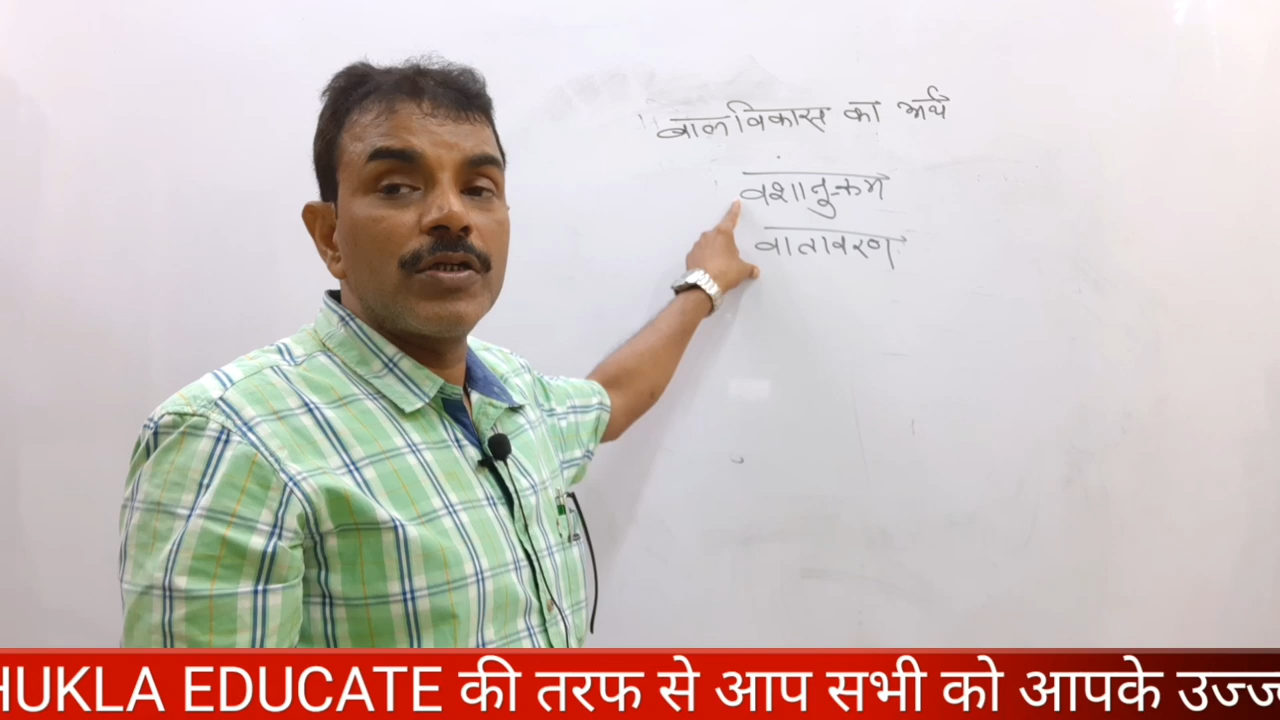 बालविकास का अर्थ
वंशानुक्रम
वातावरण
HUKLA EDUCATE की तरफ से आप सभी को आपके उज्ज